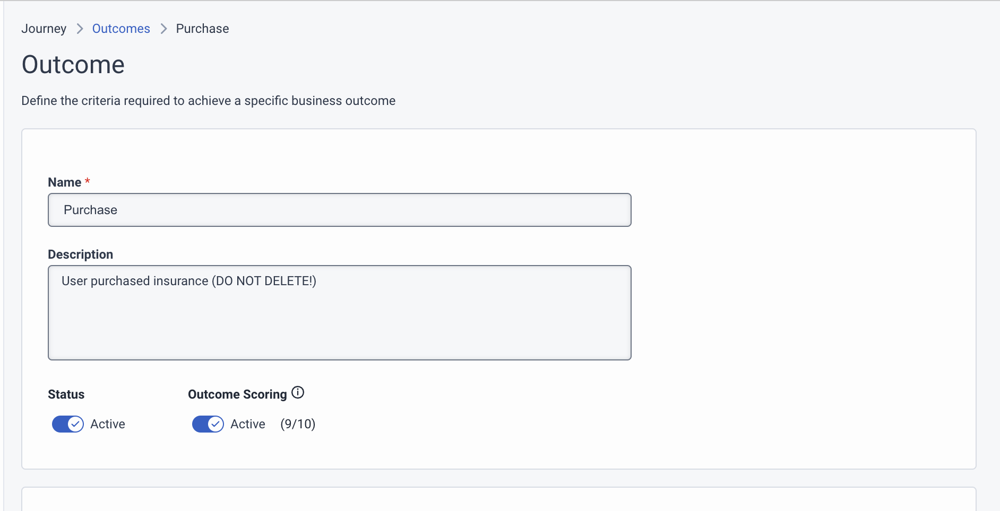 Journey > Outcomes > Purchase
Outcome
Define the criteria required to achieve a specific business outcome
Name *
Purchase
Description
User purchased insurance (DO NOT DELETE!)
Status Outcome Scoring
Active Active (9/10)